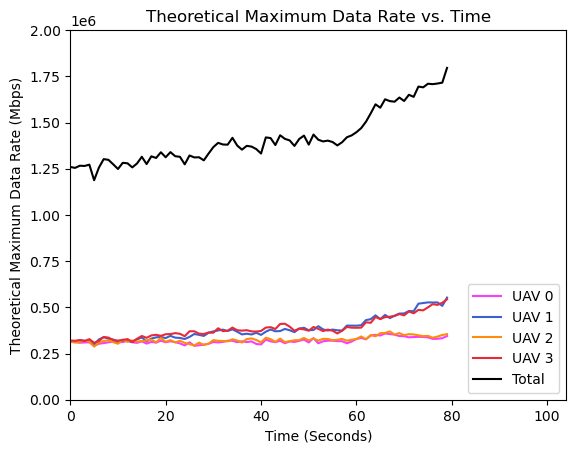 Theoretical Maximum Data Rate vs. Time
1e6
2.00
1.75
1.50
1.25
1.00
0.75
0.50
0.25
0.00
Theoretical Maximum Data Rate (Mbps)
0 20 40 60 80 100
Time (Seconds)
UAV 0
UAV 1
UAV 2
UAV 3
Total